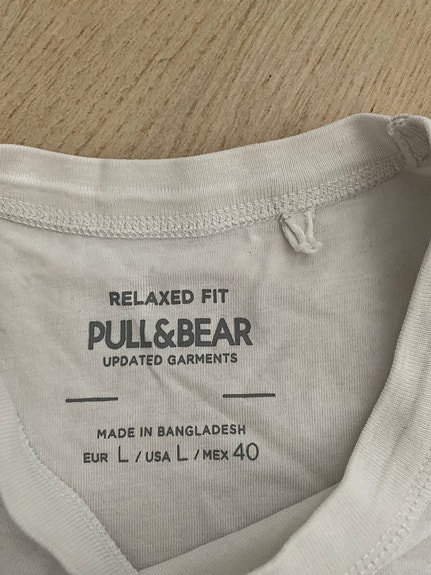 RELAXED FIT
PULL&BEAR
UPDATED GARMENTS
MADE IN BANGLADESH
EUR L / USA L / MEX 40